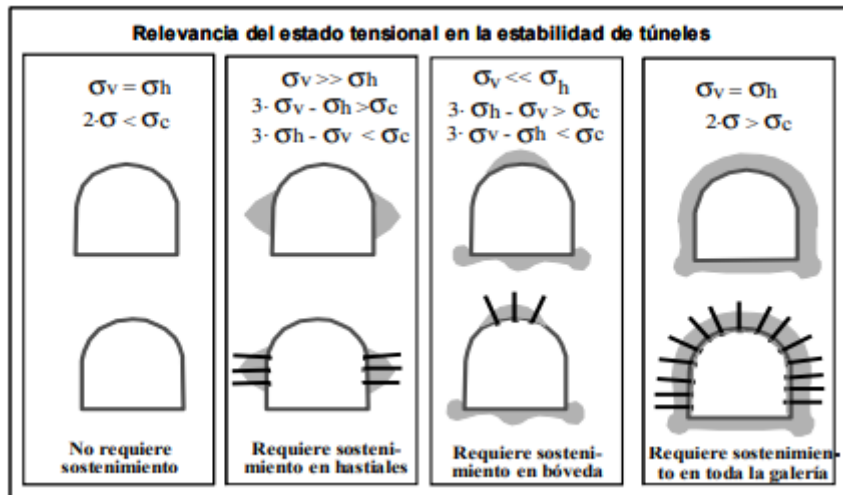 Relevancia del estado tensional en la estabilidad de túneles
σv = σh
2·σ < σc
No requiere
sostenimiento
σv >> σh
3· σv - σh >σc
3· σh - σv < σc
Requiere sosteni-
miento en hastiales
σv << σh
3· σh - σv > σc
3· σv - σh < σc
Requiere sosteni-
miento en bóveda
σv = σh
2·σ > σc
Requiere sostenimien-
to en toda la galería